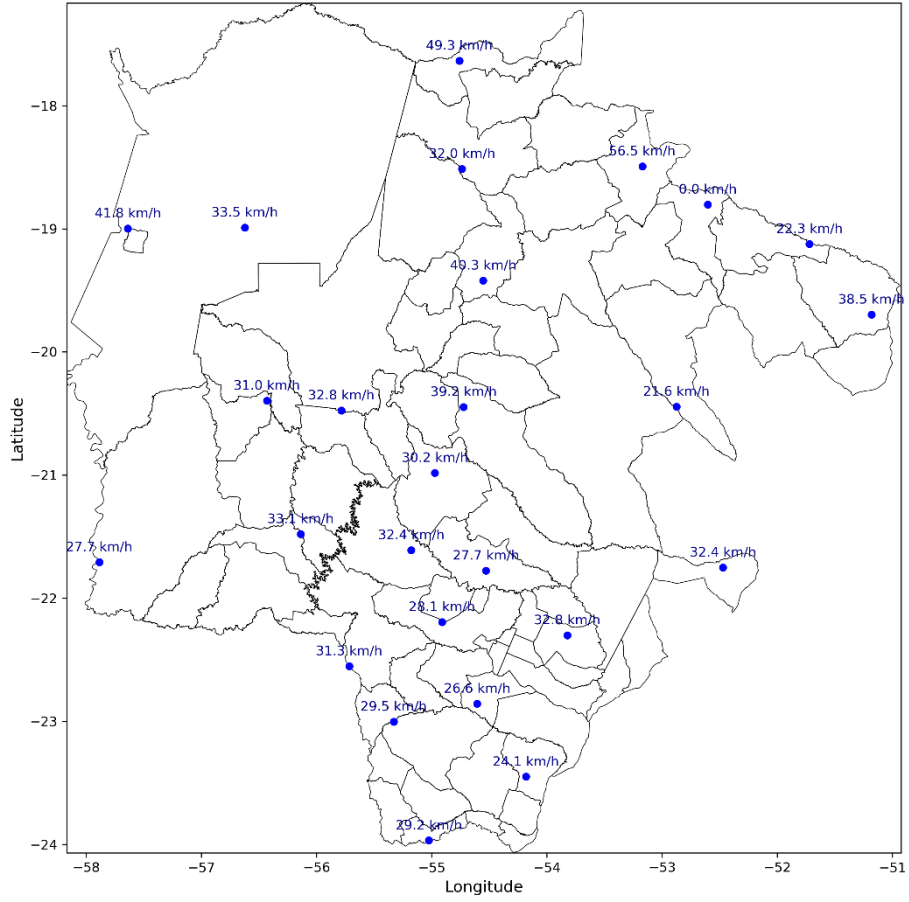 49.3 km/h
−18
32.0 km/h
56.5 km/h
0.0 km/h
41.8 km/h
33.5 km/h
22.3 km/h
−19
40.3 km/h
38.5 km/h
−20
31.0 km/h
32.8 km/h
39.2 km/h
21.6 km/h
Latitude
30.2 km/h
−21
33.1 km/h
32.4 km/h
27.7 km/h
27.7 km/h
32.4 km/h
−22
28.1 km/h
32.8 km/h
31.3 km/h
26.6 km/h
29.5 km/h
−23
24.1 km/h
29.2 km/h
−24
−58 −57 −56 −55 −54 −53 −52 −51
Longitude